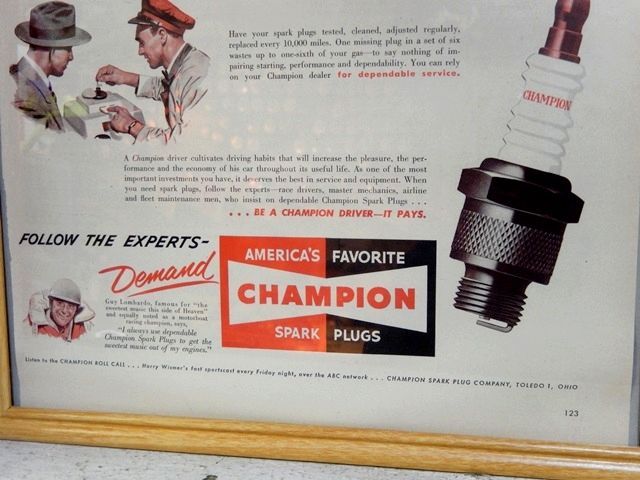 Have your spark plugs tested, cleaned, adjusted regularly,
replaced every 10,000 miles. One missing plug in a set of six
wastes up to one-sixth of your gas—to say nothing of im-
pairing starting, performance and dependability. You can rely
on your Champion dealer for dependable service.
CHAMPION
A Champion driver cultivates driving habits that will increase the pleasure, the per-
formance and the economy of his car throughout its useful life. As one of the most
important investments you have, it deserves the best in service and equipment. When
you need spark plugs, follow the experts—race drivers, master mechanics, airline
and fleet maintenance men, who insist on dependable Champion Spark Plugs . . .
. . . BE A CHAMPION DRIVER—IT PAYS.
FOLLOW THE EXPERTS—
Demand
Guy Lombardo, famous for "the
sweetest music this side of Heaven"
and equally noted as a motorboat
racing champion, says,
"I always use dependable
Champion Spark Plugs to get the
sweetest music out of my engines."
AMERICA'S FAVORITE
CHAMPION
SPARK PLUGS
Listen to the CHAMPION ROLL CALL . . . Harry Wismer's fast sportscast every Friday night, over the ABC network . . . CHAMPION SPARK PLUG COMPANY, TOLEDO 1, OHIO
123